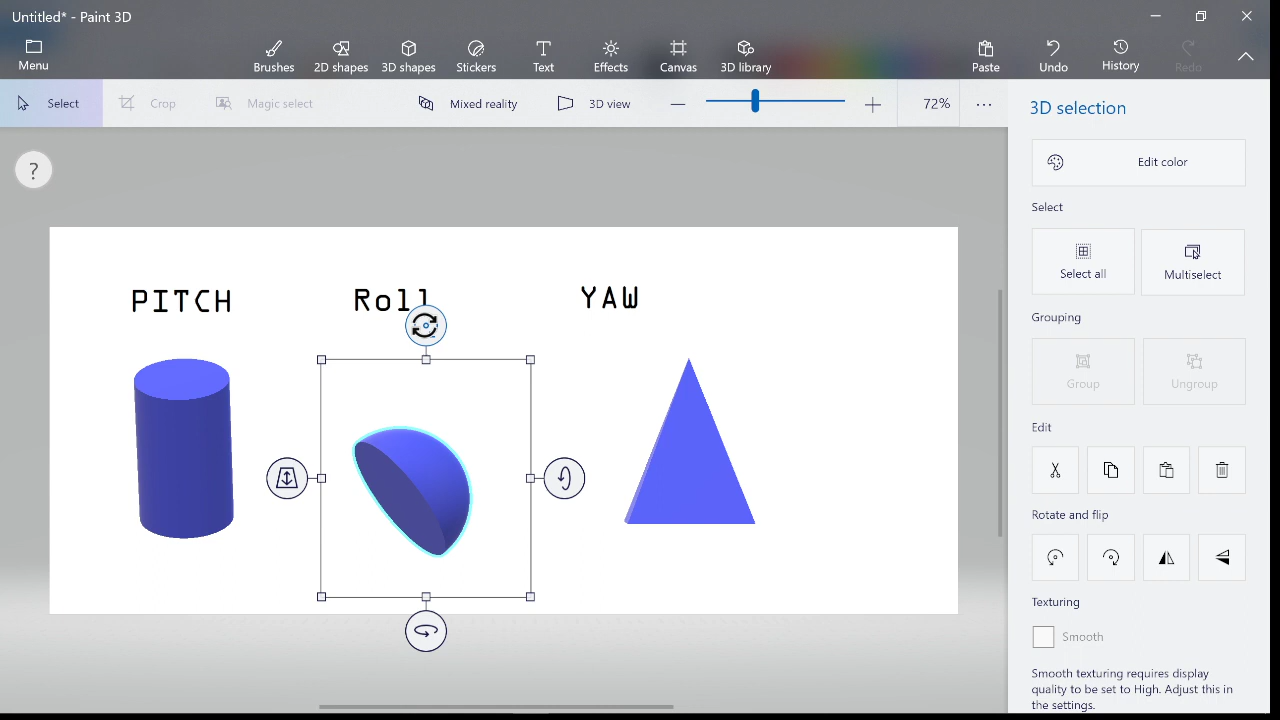 Untitled* - Paint 3D
Menu
Brushes
2D shapes
3D shapes
Stickers
Text
Effects
Canvas
3D library
Paste
Undo
History
Redo
Select
Crop
Magic select
Mixed reality
3D view
72%
?
PITCH
Roll
YAW
3D selection
Edit color
Select
Select all
Multiselect
Grouping
Group
Ungroup
Edit
Rotate and flip
Texturing
Smooth
Smooth texturing requires display
quality to be set to High. Adjust this in
the settings.